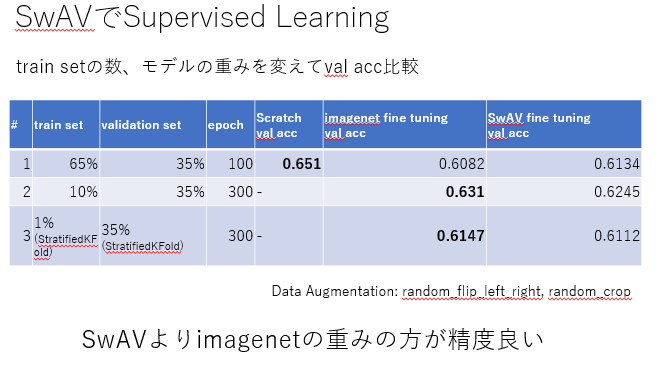 SwAVでSupervised Learning
train setの数、モデルの重みを変えてval acc比較
# train set validation set epoch Scratch val acc imagenet fine tuning val acc SwAV fine tuning val acc
1 65% 35% 100 0.651 0.6082 0.6134
2 10% 35% 300 - 0.631 0.6245
3 1% (StratifiedKFold) 35% (StratifiedKFold) 300 - 0.6147 0.6112
Data Augmentation: random_flip_left_right, random_crop
SwAVよりimagenetの重みの方が精度良い